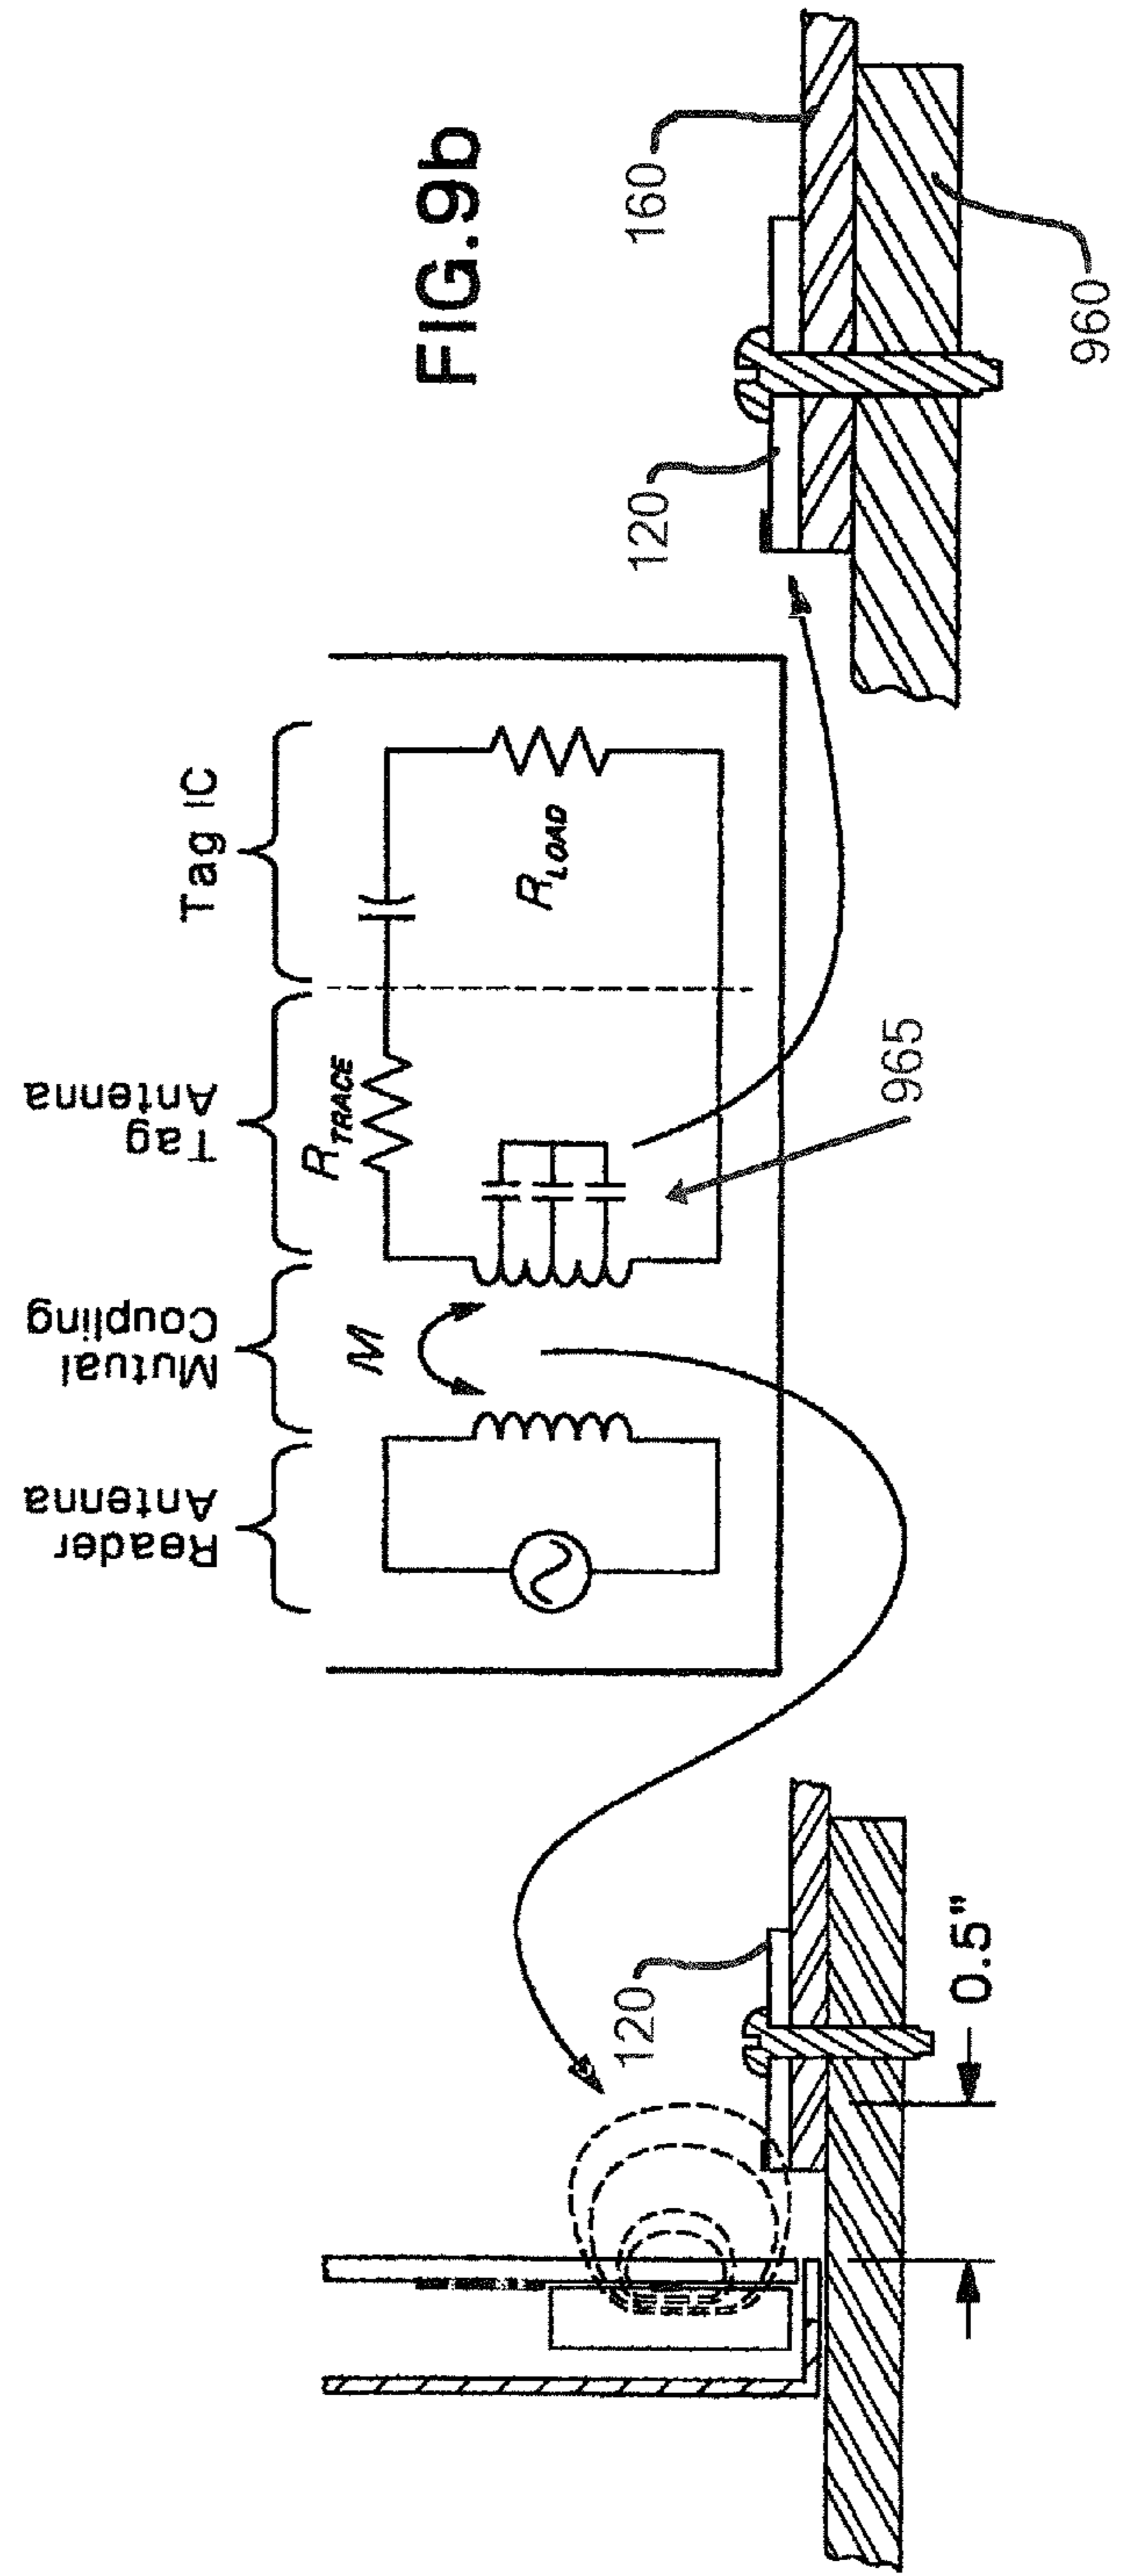 FIG.9b
Reader
Antenna
Mutual
Coupling
Tag
Antenna
Tag IC
M
R_TRACE
R_LOAD
965
120
0.5"
120
160
960